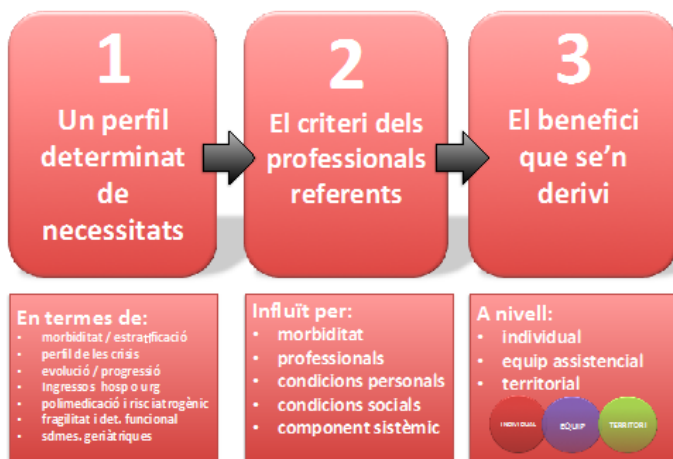 1
Un perfil
determinat
de
necessitats
2
El criteri dels
professionals
referents
3
El benefici
que se’n
derivi
En termes de:
• morbiditat / estratificació
• perfil de les crisis
• evolució / progressió
• Ingressos hosp o urg
• polimedicació i risc iatrogènic
• fragilitat i det. funcional
• sdmes. geriàtriques
Influït per:
• morbiditat
• professionals
• condicions personals
• condicions socials
• component sistèmic
A nivell:
• individual
• equip assistencial
• territorial
INDIVIDUAL
EQUIP
TERRITORI